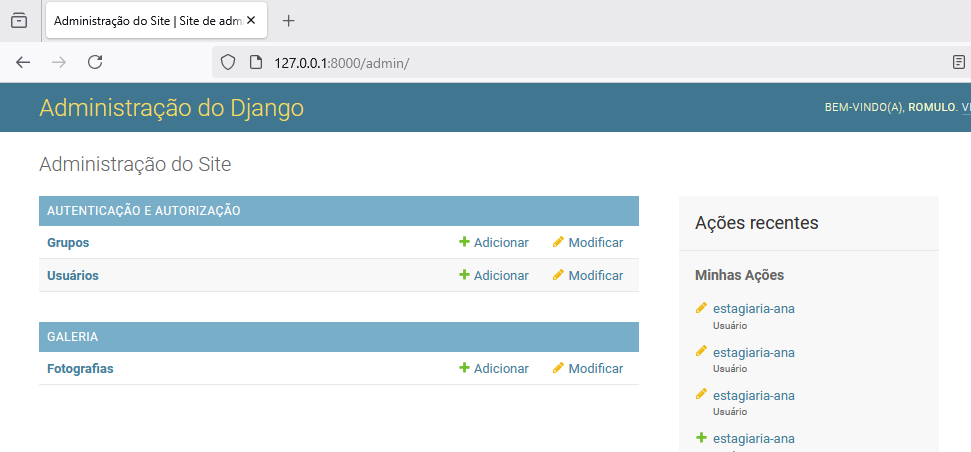 Administração do Site | Site de adm
127.0.0.1:8000/admin/
Administração do Django
BEM-VINDO(A), ROMULO.
Administração do Site
AUTENTICAÇÃO E AUTORIZAÇÃO
Grupos Adicionar Modificar
Usuários Adicionar Modificar
GALERIA
Fotografias Adicionar Modificar
Ações recentes
Minhas Ações
estagiaria-ana
Usuário
estagiaria-ana
Usuário
estagiaria-ana
Usuário
estagiaria-ana